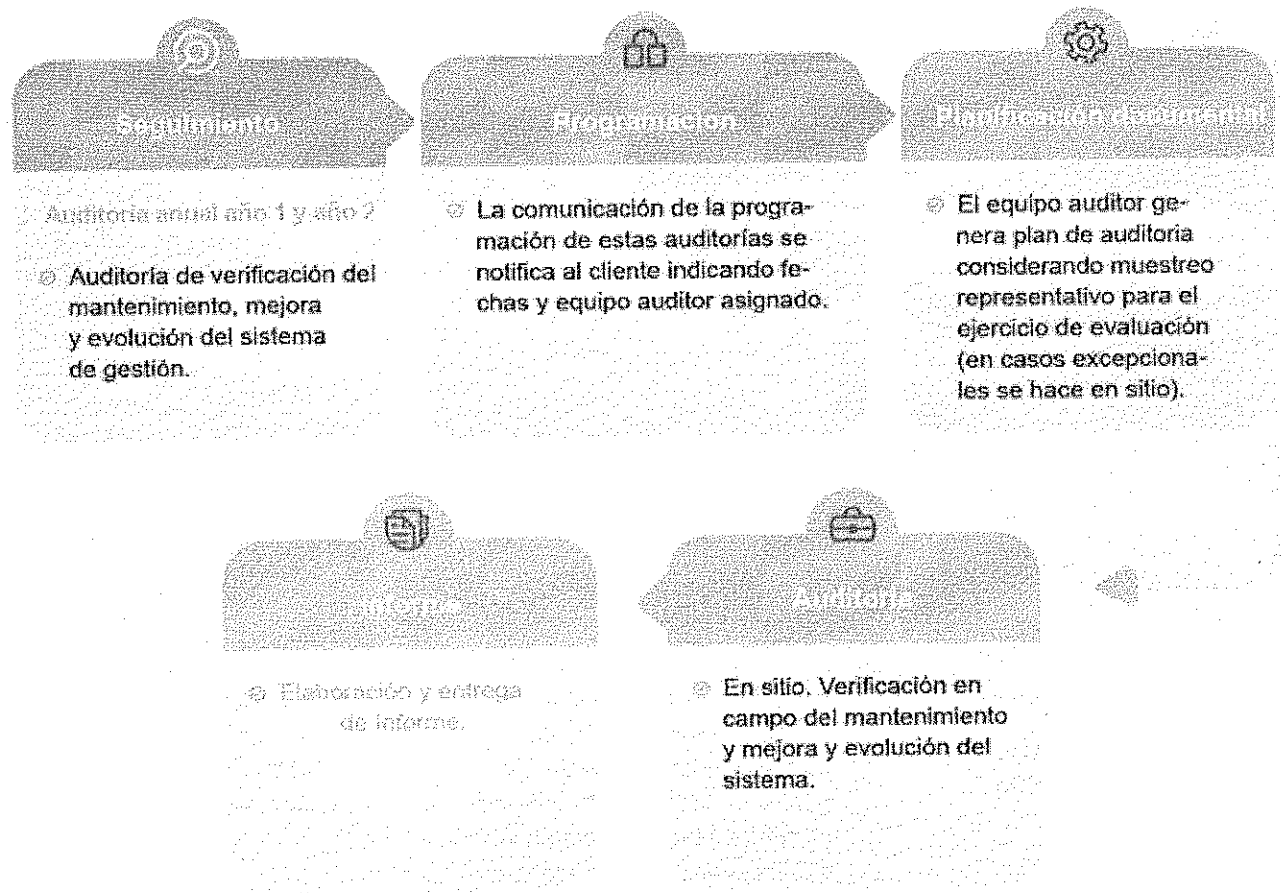 Seguimiento
Auditoria anual año 1 y año 2
Auditoria de verificación del
mantenimiento, mejora
y evolución del sistema
de gestión.
Programación
La comunicación de la progra-
mación de estas auditorías se
notifica al cliente indicando fe-
chas y equipo auditor asignado.
Planificación documental
El equipo auditor ge-
nera plan de auditoria
considerando muestreo
representativo para el
ejercicio de evaluación
(en casos excepciona-
les se hace en sitio).
Auditoria
En sitio. Verificación en
campo del mantenimiento
y mejora y evolución del
sistema.
Informe
Elaboración y entrega
de informe.